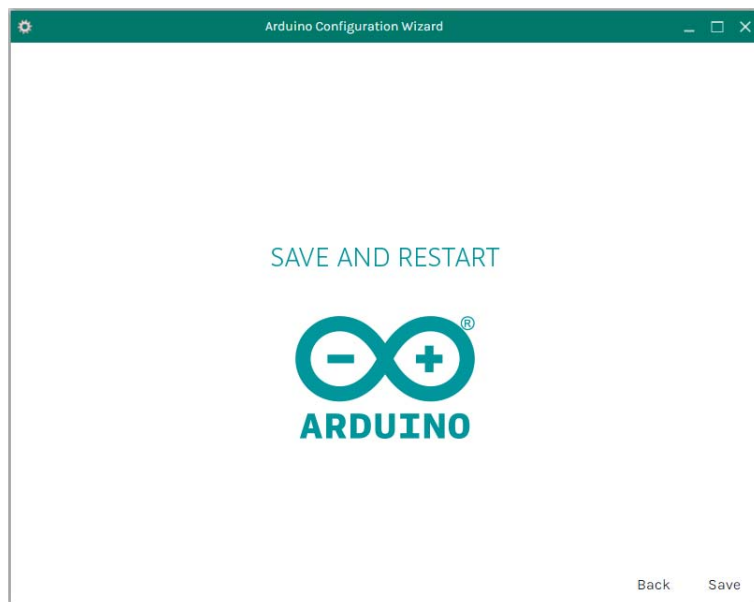 Arduino Configuration Wizard
SAVE AND RESTART
®
ARDUINO
Back Save